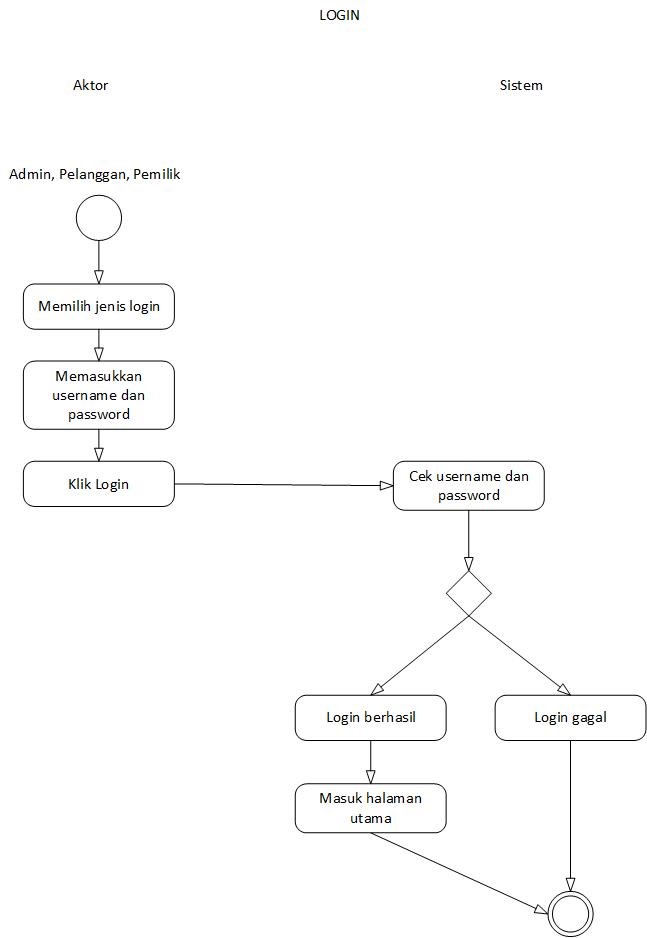 LOGIN
Aktor
Sistem
Admin, Pelanggan, Pemilik
Memilih jenis login
Memasukkan
username dan
password
Klik Login
Cek username dan
password
Login berhasil
Login gagal
Masuk halaman
utama